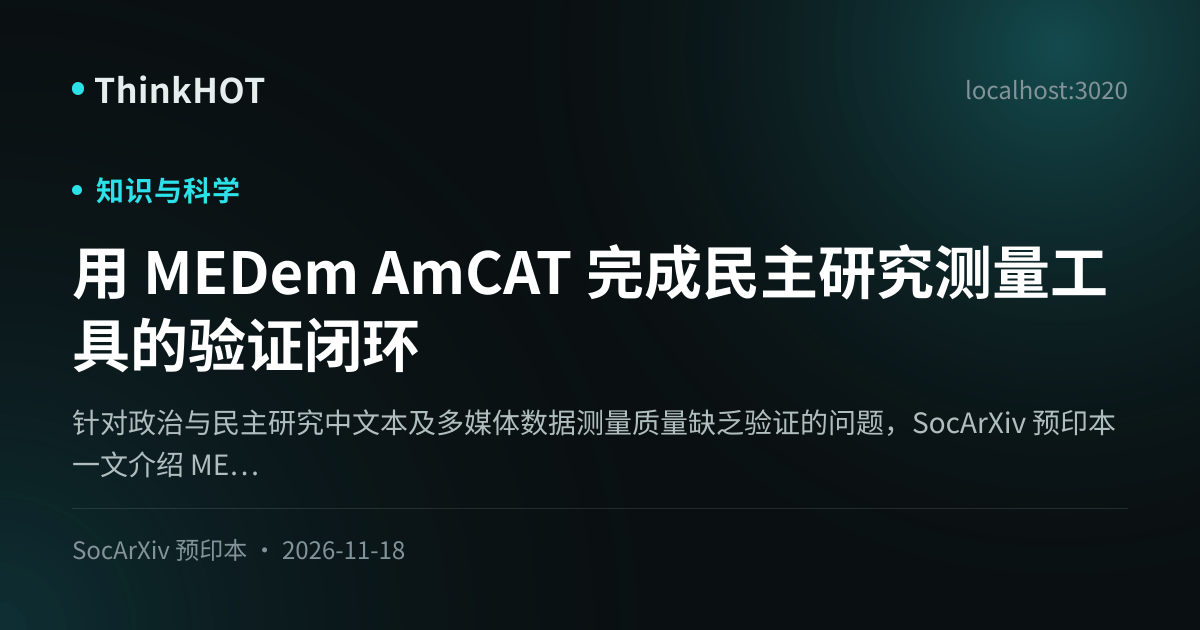 ThinkHOT
localhost:3020
知识与科学
用 MEDem AmCAT 完成民主研究测量工
具的验证闭环
针对政治与民主研究中文本及多媒体数据测量质量缺乏验证的问题，SocArXiv 预印本
一文介绍 ME…
SocArXiv 预印本 · 2026-11-18